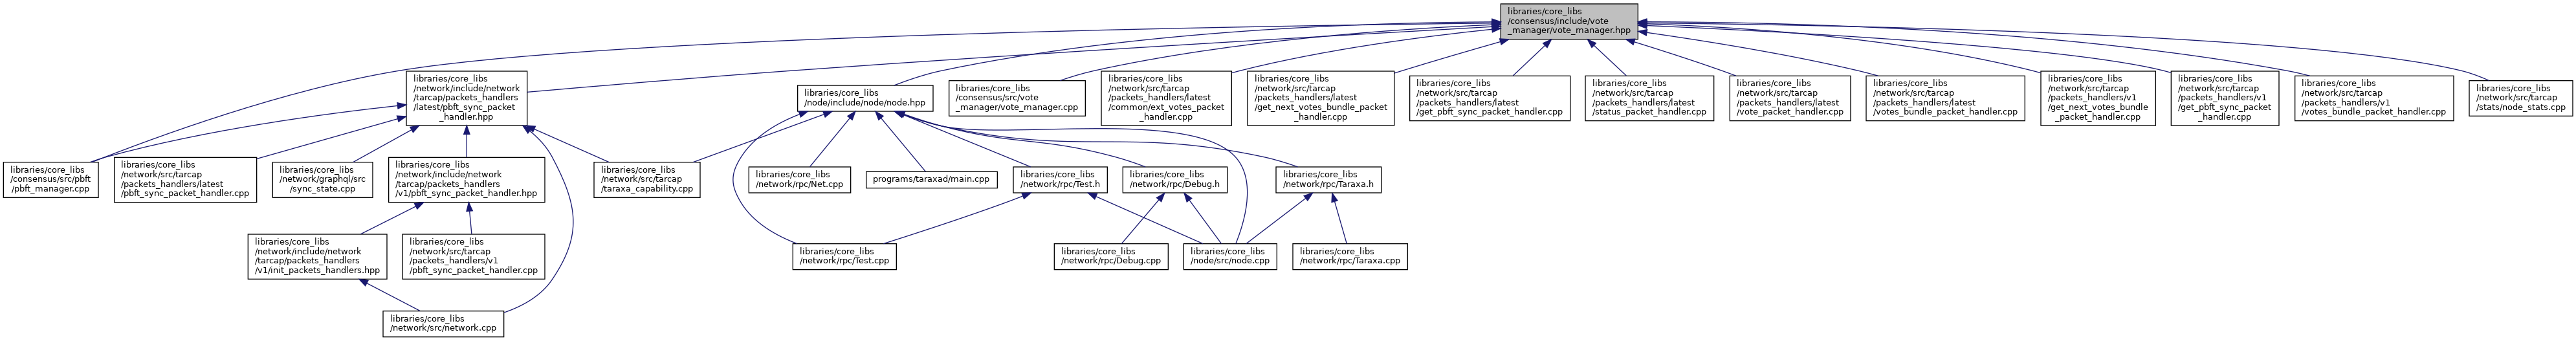 libraries/core_libs
/consensus/include/vote
_manager/vote_manager.hpp
libraries/core_libs
/network/include/network
/tarcap/packets_handlers
/latest/pbft_sync_packet
_handler.hpp
libraries/core_libs
/node/include/node/node.hpp
libraries/core_libs
/consensus/src/vote
_manager/vote_manager.cpp
libraries/core_libs
/network/src/tarcap
/packets_handlers/latest
/common/ext_votes_packet
_handler.cpp
libraries/core_libs
/network/src/tarcap
/packets_handlers/latest
/get_next_votes_bundle_packet
_handler.cpp
libraries/core_libs
/network/src/tarcap
/packets_handlers/latest
/get_pbft_sync_packet_handler.cpp
libraries/core_libs
/network/src/tarcap
/packets_handlers/latest
/status_packet_handler.cpp
libraries/core_libs
/network/src/tarcap
/packets_handlers/latest
/vote_packet_handler.cpp
libraries/core_libs
/network/src/tarcap
/packets_handlers/latest
/votes_bundle_packet_handler.cpp
libraries/core_libs
/network/src/tarcap
/packets_handlers/v1
/get_next_votes_bundle
_packet_handler.cpp
libraries/core_libs
/network/src/tarcap
/packets_handlers/v1
/get_pbft_sync_packet
_handler.cpp
libraries/core_libs
/network/src/tarcap
/packets_handlers/v1
/votes_bundle_packet_handler.cpp
libraries/core_libs
/network/src/tarcap
/stats/node_stats.cpp
libraries/core_libs
/consensus/src/pbft
/pbft_manager.cpp
libraries/core_libs
/network/src/tarcap
/packets_handlers/latest
/pbft_sync_packet_handler.cpp
libraries/core_libs
/network/graphql/src
/sync_state.cpp
libraries/core_libs
/network/include/network
/tarcap/packets_handlers
/v1/pbft_sync_packet_handler.hpp
libraries/core_libs
/network/src/tarcap
/taraxa_capability.cpp
libraries/core_libs
/network/rpc/Net.cpp
programs/taraxad/main.cpp
libraries/core_libs
/network/rpc/Test.h
libraries/core_libs
/network/rpc/Debug.h
libraries/core_libs
/network/rpc/Taraxa.h
libraries/core_libs
/network/include/network
/tarcap/packets_handlers
/v1/init_packets_handlers.hpp
libraries/core_libs
/network/src/tarcap
/packets_handlers/v1
/pbft_sync_packet_handler.cpp
libraries/core_libs
/network/rpc/Test.cpp
libraries/core_libs
/network/rpc/Debug.cpp
libraries/core_libs
/node/src/node.cpp
libraries/core_libs
/network/rpc/Taraxa.cpp
libraries/core_libs
/network/src/network.cpp